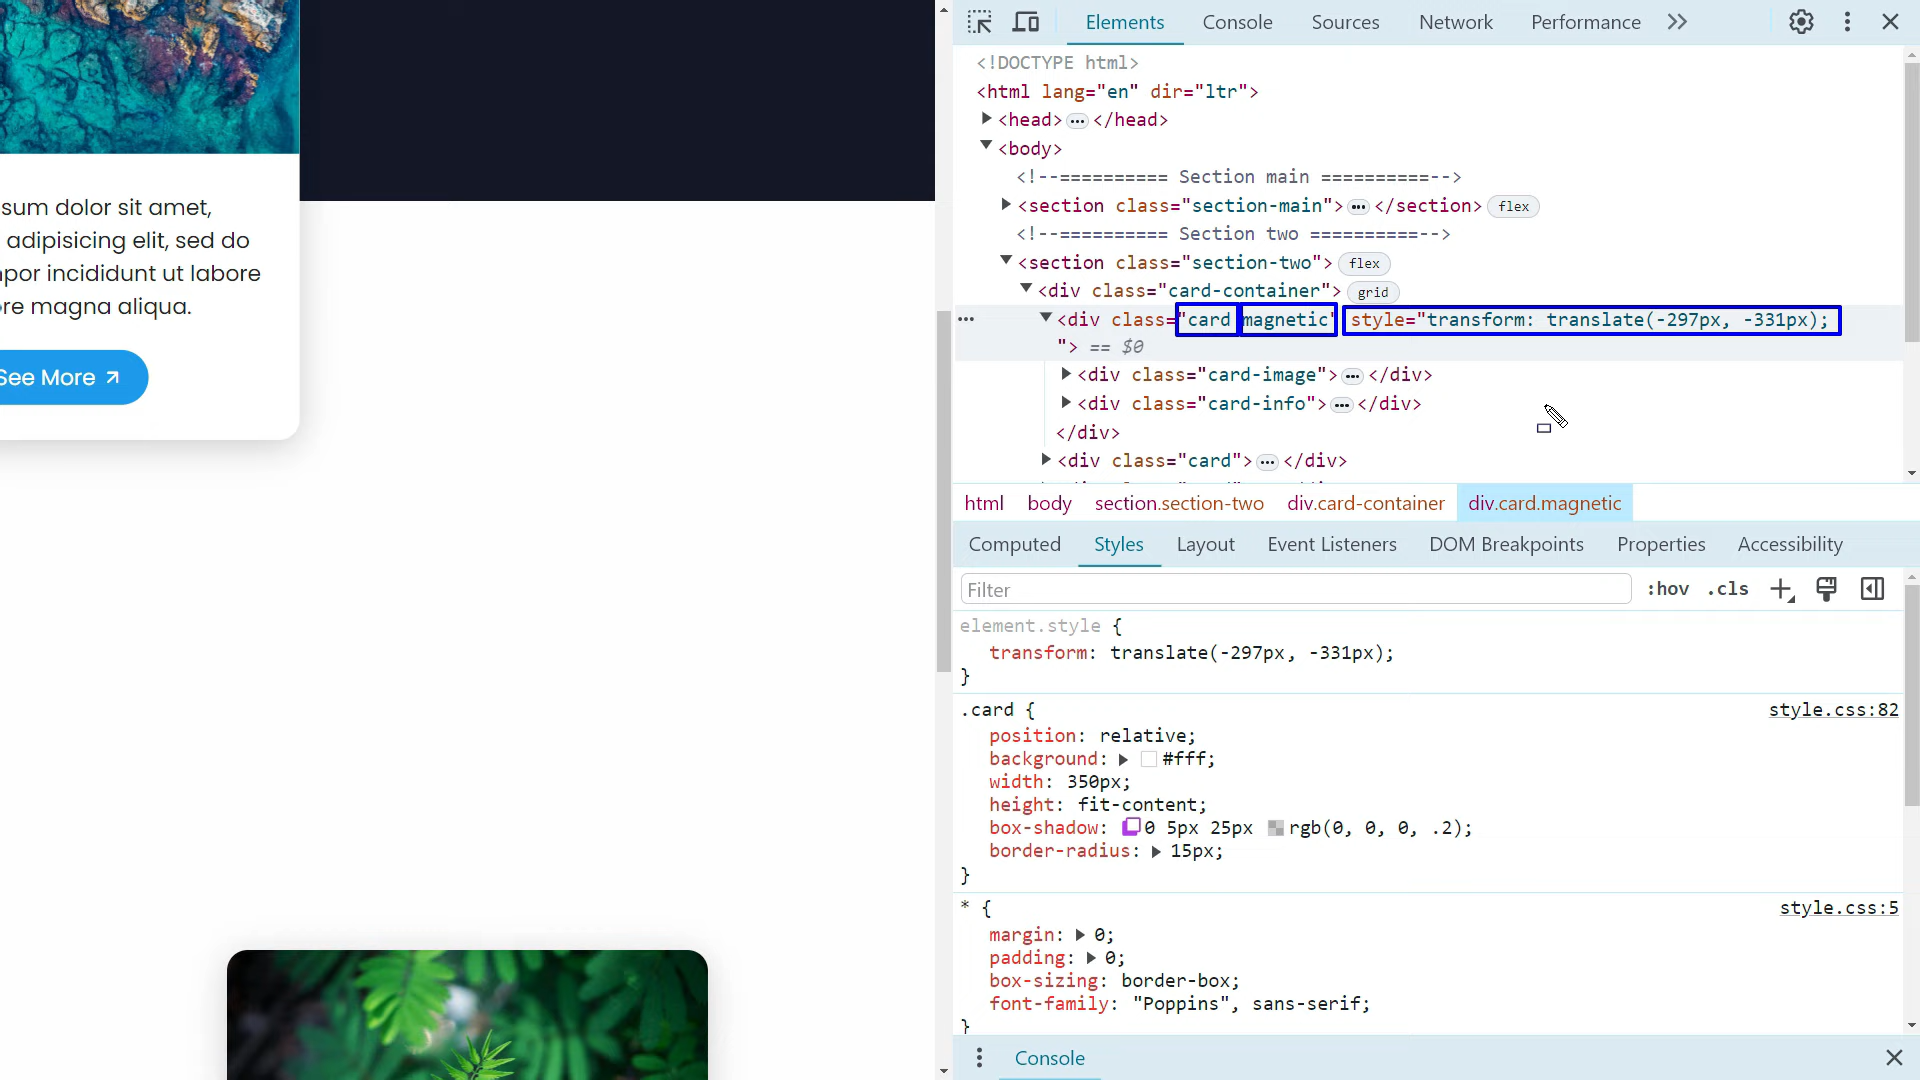 sum dolor sit amet,
adipisicing elit, sed do
por incididunt ut labore
re magna aliqua.
See More
Elements Console Sources Network Performance
<!DOCTYPE html>
<html lang="en" dir="ltr">
<head> … </head>
<body>
<!--========== Section main ==========-->
<section class="section-main"> … </section> flex
<!--========== Section two ==========-->
<section class="section-two"> flex
<div class="card-container"> grid
… <div class="card magnetic" style="transform: translate(-297px, -331px);
"> == $0
<div class="card-image"> … </div>
<div class="card-info"> … </div>
</div>
<div class="card"> … </div>
html body section.section-two div.card-container div.card.magnetic
Computed Styles Layout Event Listeners DOM Breakpoints Properties Accessibility
Filter :hov .cls
element.style {
transform: translate(-297px, -331px);
}
.card { style.css:82
position: relative;
background: #fff;
width: 350px;
height: fit-content;
box-shadow: 0 5px 25px rgb(0, 0, 0, .2);
border-radius: 15px;
}
* { style.css:5
margin: 0;
padding: 0;
box-sizing: border-box;
font-family: "Poppins", sans-serif;
}
Console